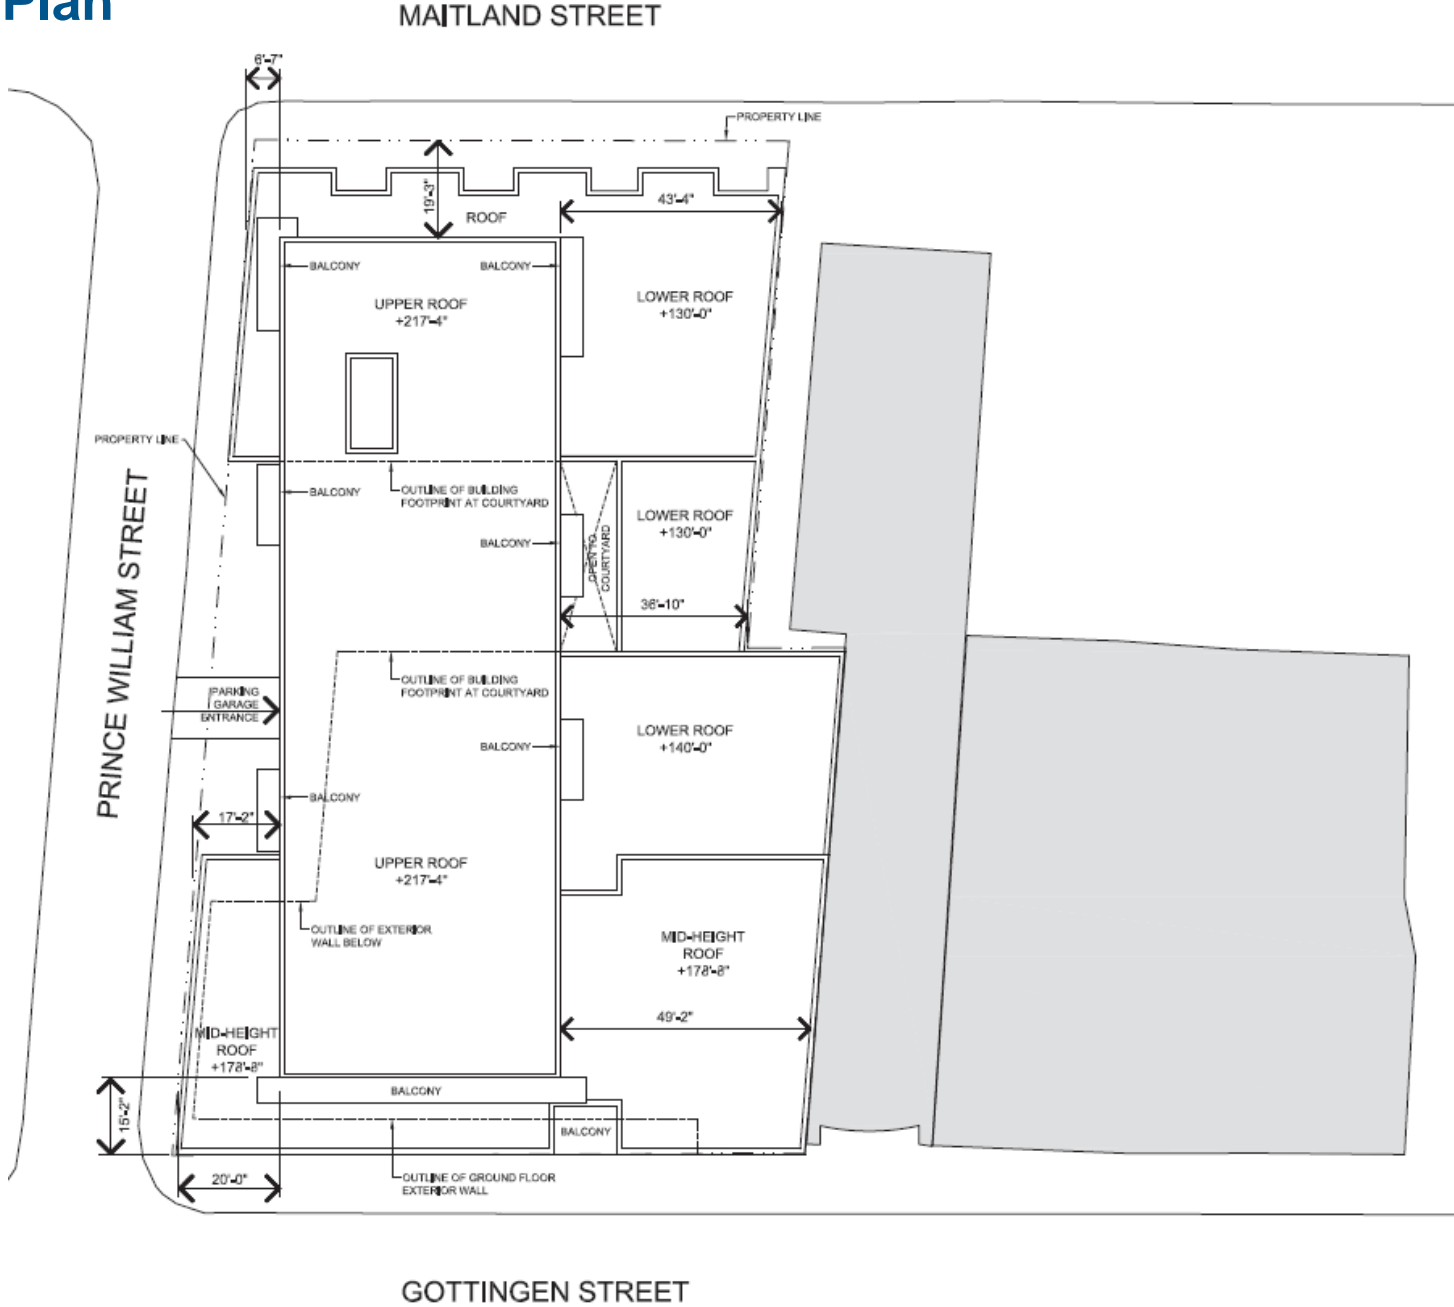 Plan
MAITLAND STREET
6'-7"
PROPERTY LINE
19'-3"
43'-4"
ROOF
BALCONY
BALCONY
UPPER ROOF
+217'-4"
LOWER ROOF
+130'-0"
PROPERTY LINE
BALCONY
OUTLINE OF BUILDING
FOOTPRINT AT COURTYARD
LOWER ROOF
+130'-0"
BALCONY
OPEN TO
COURTYARD
36'-10"
PRINCE WILLIAM STREET
PARKING
GARAGE
ENTRANCE
OUTLINE OF BUILDING
FOOTPRINT AT COURTYARD
LOWER ROOF
+140'-0"
BALCONY
BALCONY
17'-2"
UPPER ROOF
+217'-4"
OUTLINE OF EXTERIOR
WALL BELOW
MID-HEIGHT
ROOF
+178'-8"
49'-2"
MID-HEIGHT
ROOF
+178'-8"
BALCONY
15'-2"
BALCONY
20'-0"
OUTLINE OF GROUND FLOOR
EXTERIOR WALL
GOTTINGEN STREET